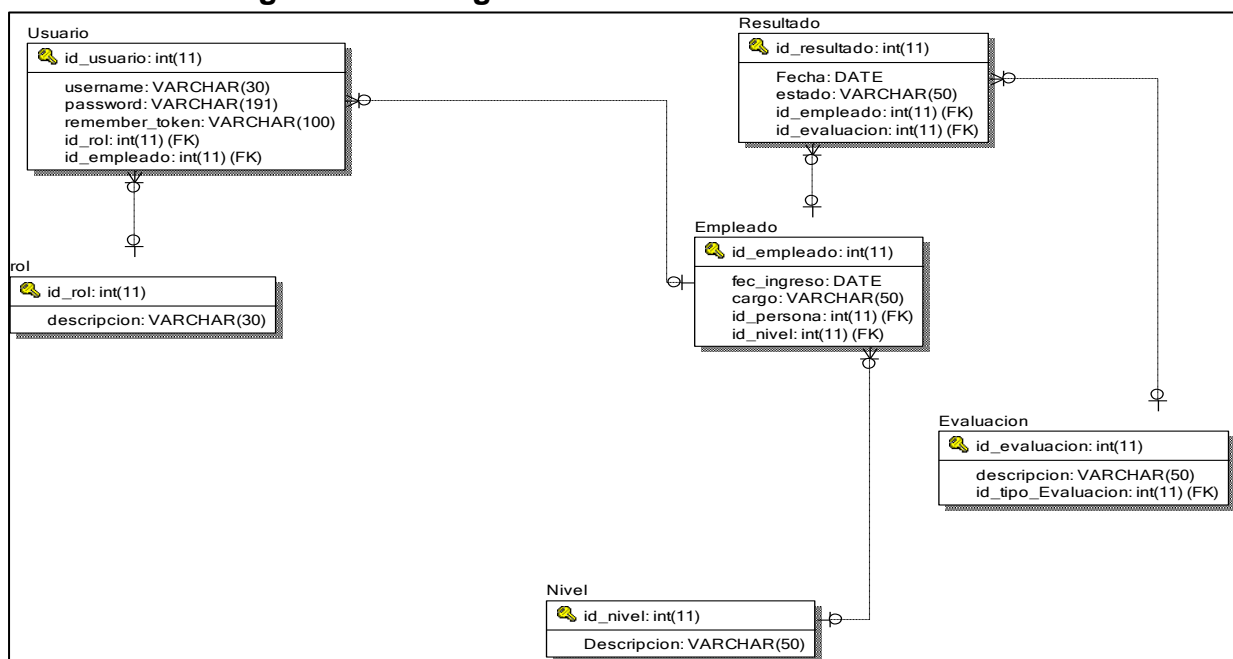 Usuario
id_usuario: int(11)
username: VARCHAR(30)
password: VARCHAR(191)
remember_token: VARCHAR(100)
id_rol: int(11) (FK)
id_empleado: int(11) (FK)
rol
id_rol: int(11)
descripcion: VARCHAR(30)
Resultado
id_resultado: int(11)
Fecha: DATE
estado: VARCHAR(50)
id_empleado: int(11) (FK)
id_evaluacion: int(11) (FK)
Empleado
id_empleado: int(11)
fec_ingreso: DATE
cargo: VARCHAR(50)
id_persona: int(11) (FK)
id_nivel: int(11) (FK)
Evaluacion
id_evaluacion: int(11)
descripcion: VARCHAR(50)
id_tipo_Evaluacion: int(11) (FK)
Nivel
id_nivel: int(11)
Descripcion: VARCHAR(50)